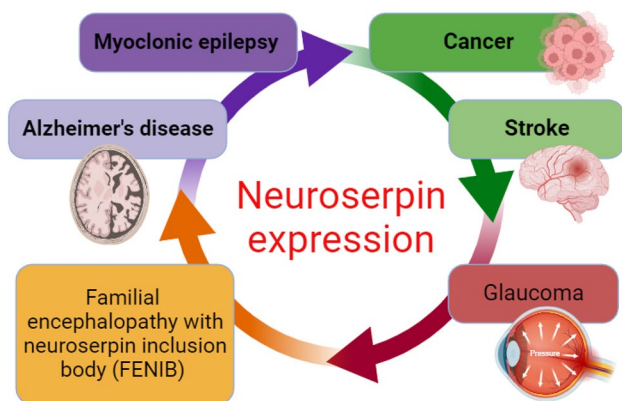 Myoclonic epilepsy
Cancer
Alzheimer's disease
Stroke
Neuroserpin
expression
Familial
encephalopathy with
neuroserpin inclusion
body (FENIB)
Glaucoma
Pressure